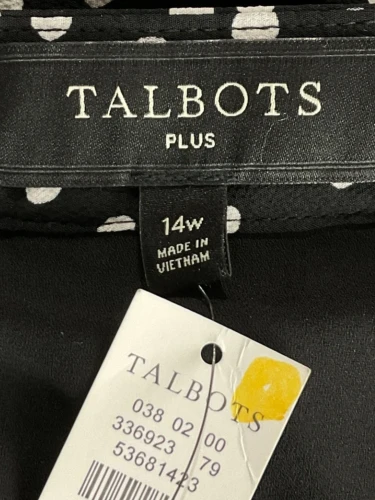 TALBOTS
PLUS
14w
MADE IN
VIETNAM
TALBOTS
038 02 00
336923 79
53681423